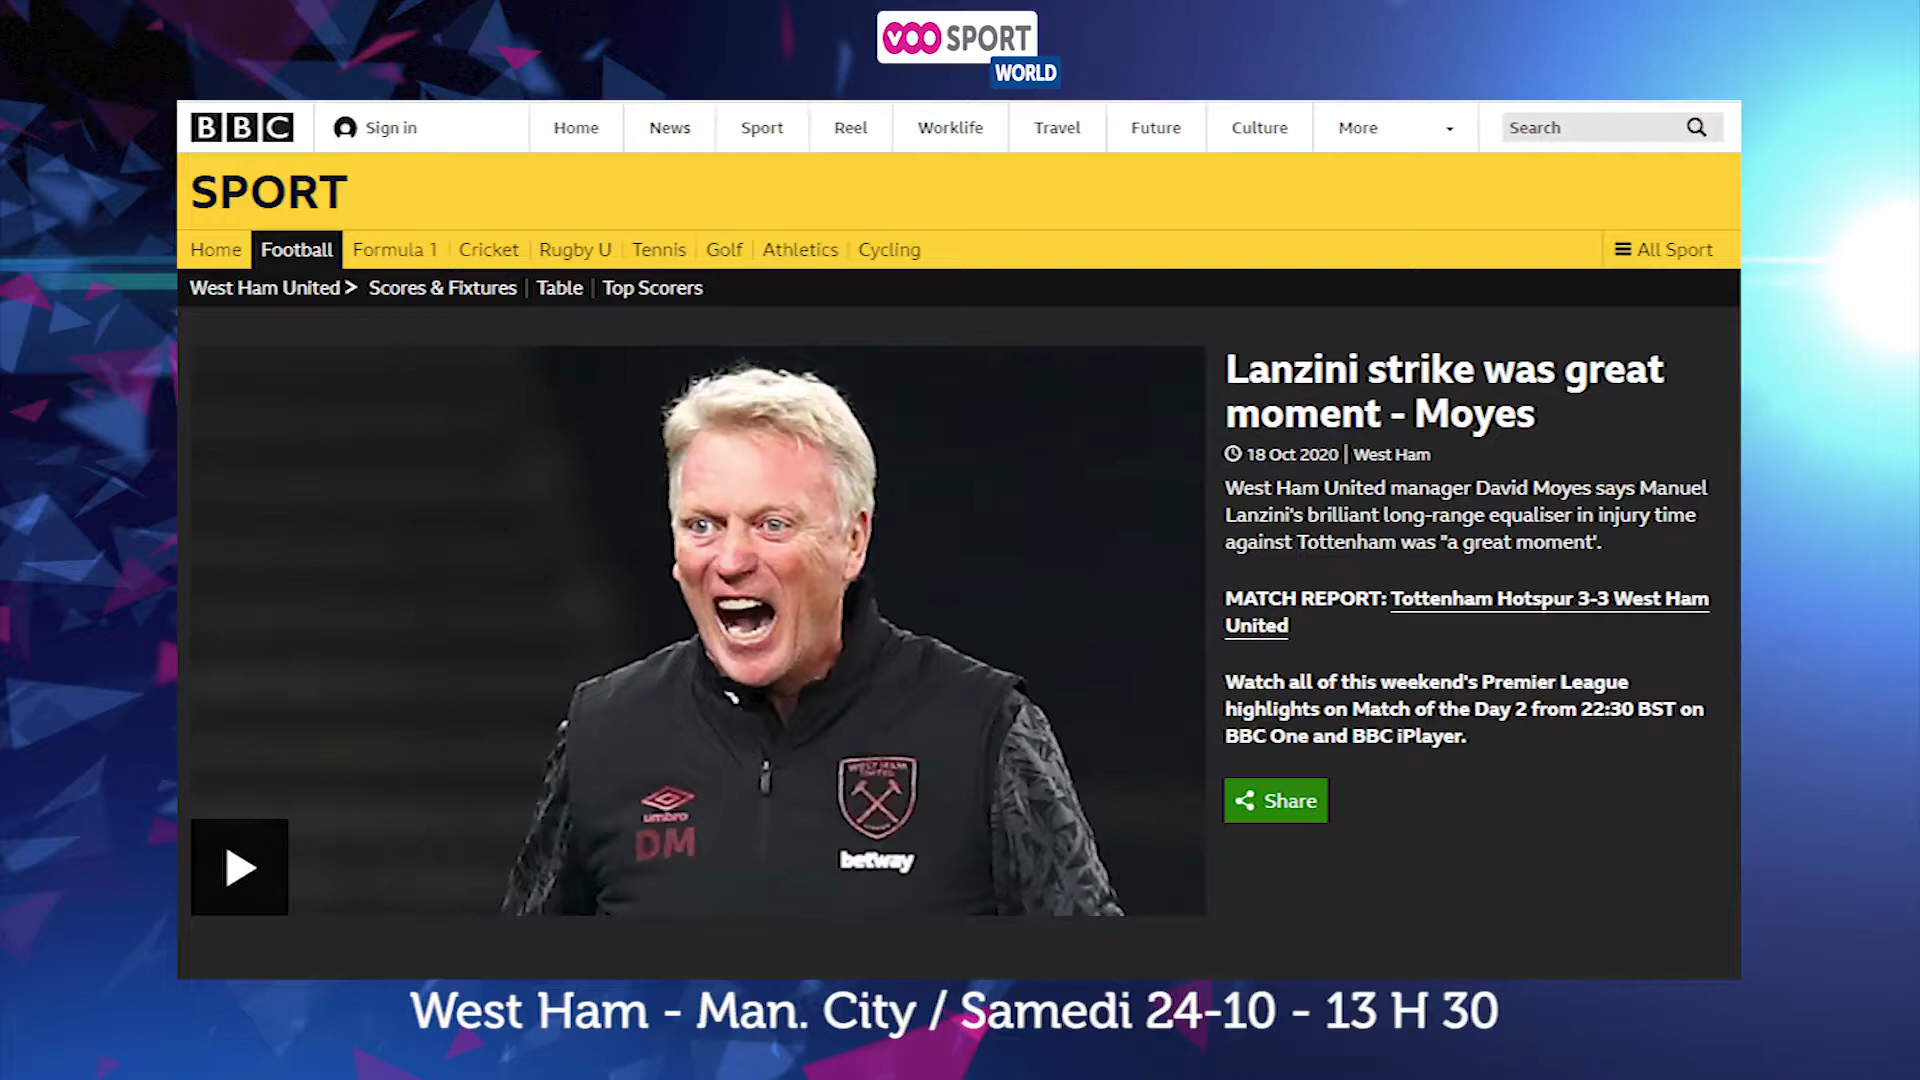 VOO SPORT
WORLD
BBC
Sign in
Home
News
Sport
Reel
Worklife
Travel
Future
Culture
More
Search
SPORT
Home
Football
Formula 1
Cricket
Rugby U
Tennis
Golf
Athletics
Cycling
All Sport
West Ham United
Scores & Fixtures
Table
Top Scorers
Lanzini strike was great
moment - Moyes
18 Oct 2020 | West Ham
West Ham United manager David Moyes says Manuel
Lanzini's brilliant long-range equaliser in injury time
against Tottenham was "a great moment'.
MATCH REPORT: Tottenham Hotspur 3-3 West Ham
United
Watch all of this weekend's Premier League
highlights on Match of the Day 2 from 22:30 BST on
BBC One and BBC iPlayer.
Share
WEST HAM
UNITED
umbro
DM
betway
West Ham - Man. City / Samedi 24-10 - 13 H 30